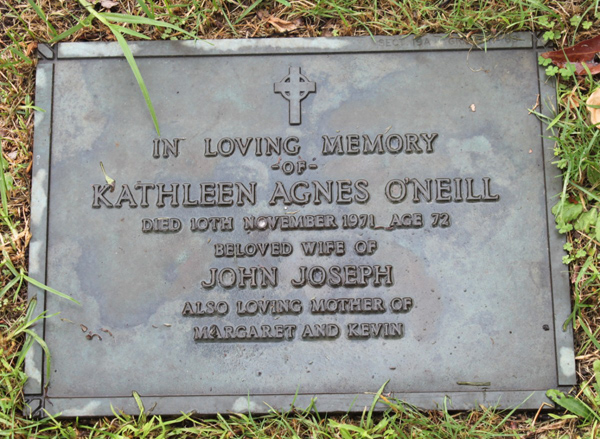 IN LOVING MEMORY
-OF-
KATHLEEN AGNES O'NEILL
DIED 10TH NOVEMBER 1971 AGE 72
BELOVED WIFE OF
JOHN JOSEPH
ALSO LOVING MOTHER OF
MARGARET AND KEVIN